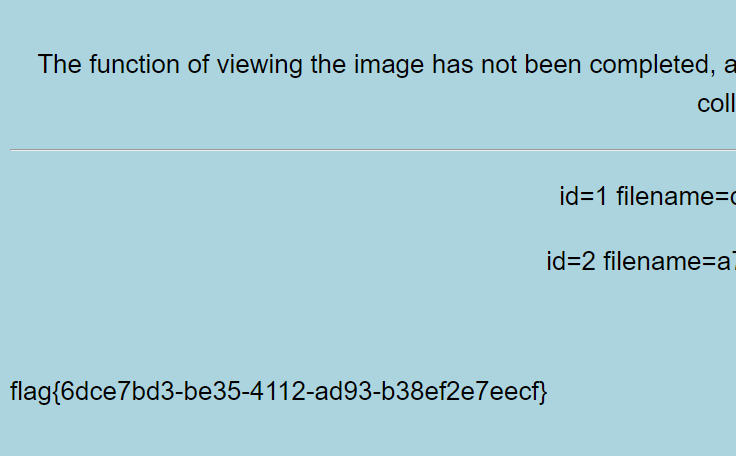 The function of viewing the image has not been completed, a
coll
id=1 filename=c
id=2 filename=a7
flag{6dce7bd3-be35-4112-ad93-b38ef2e7eecf}